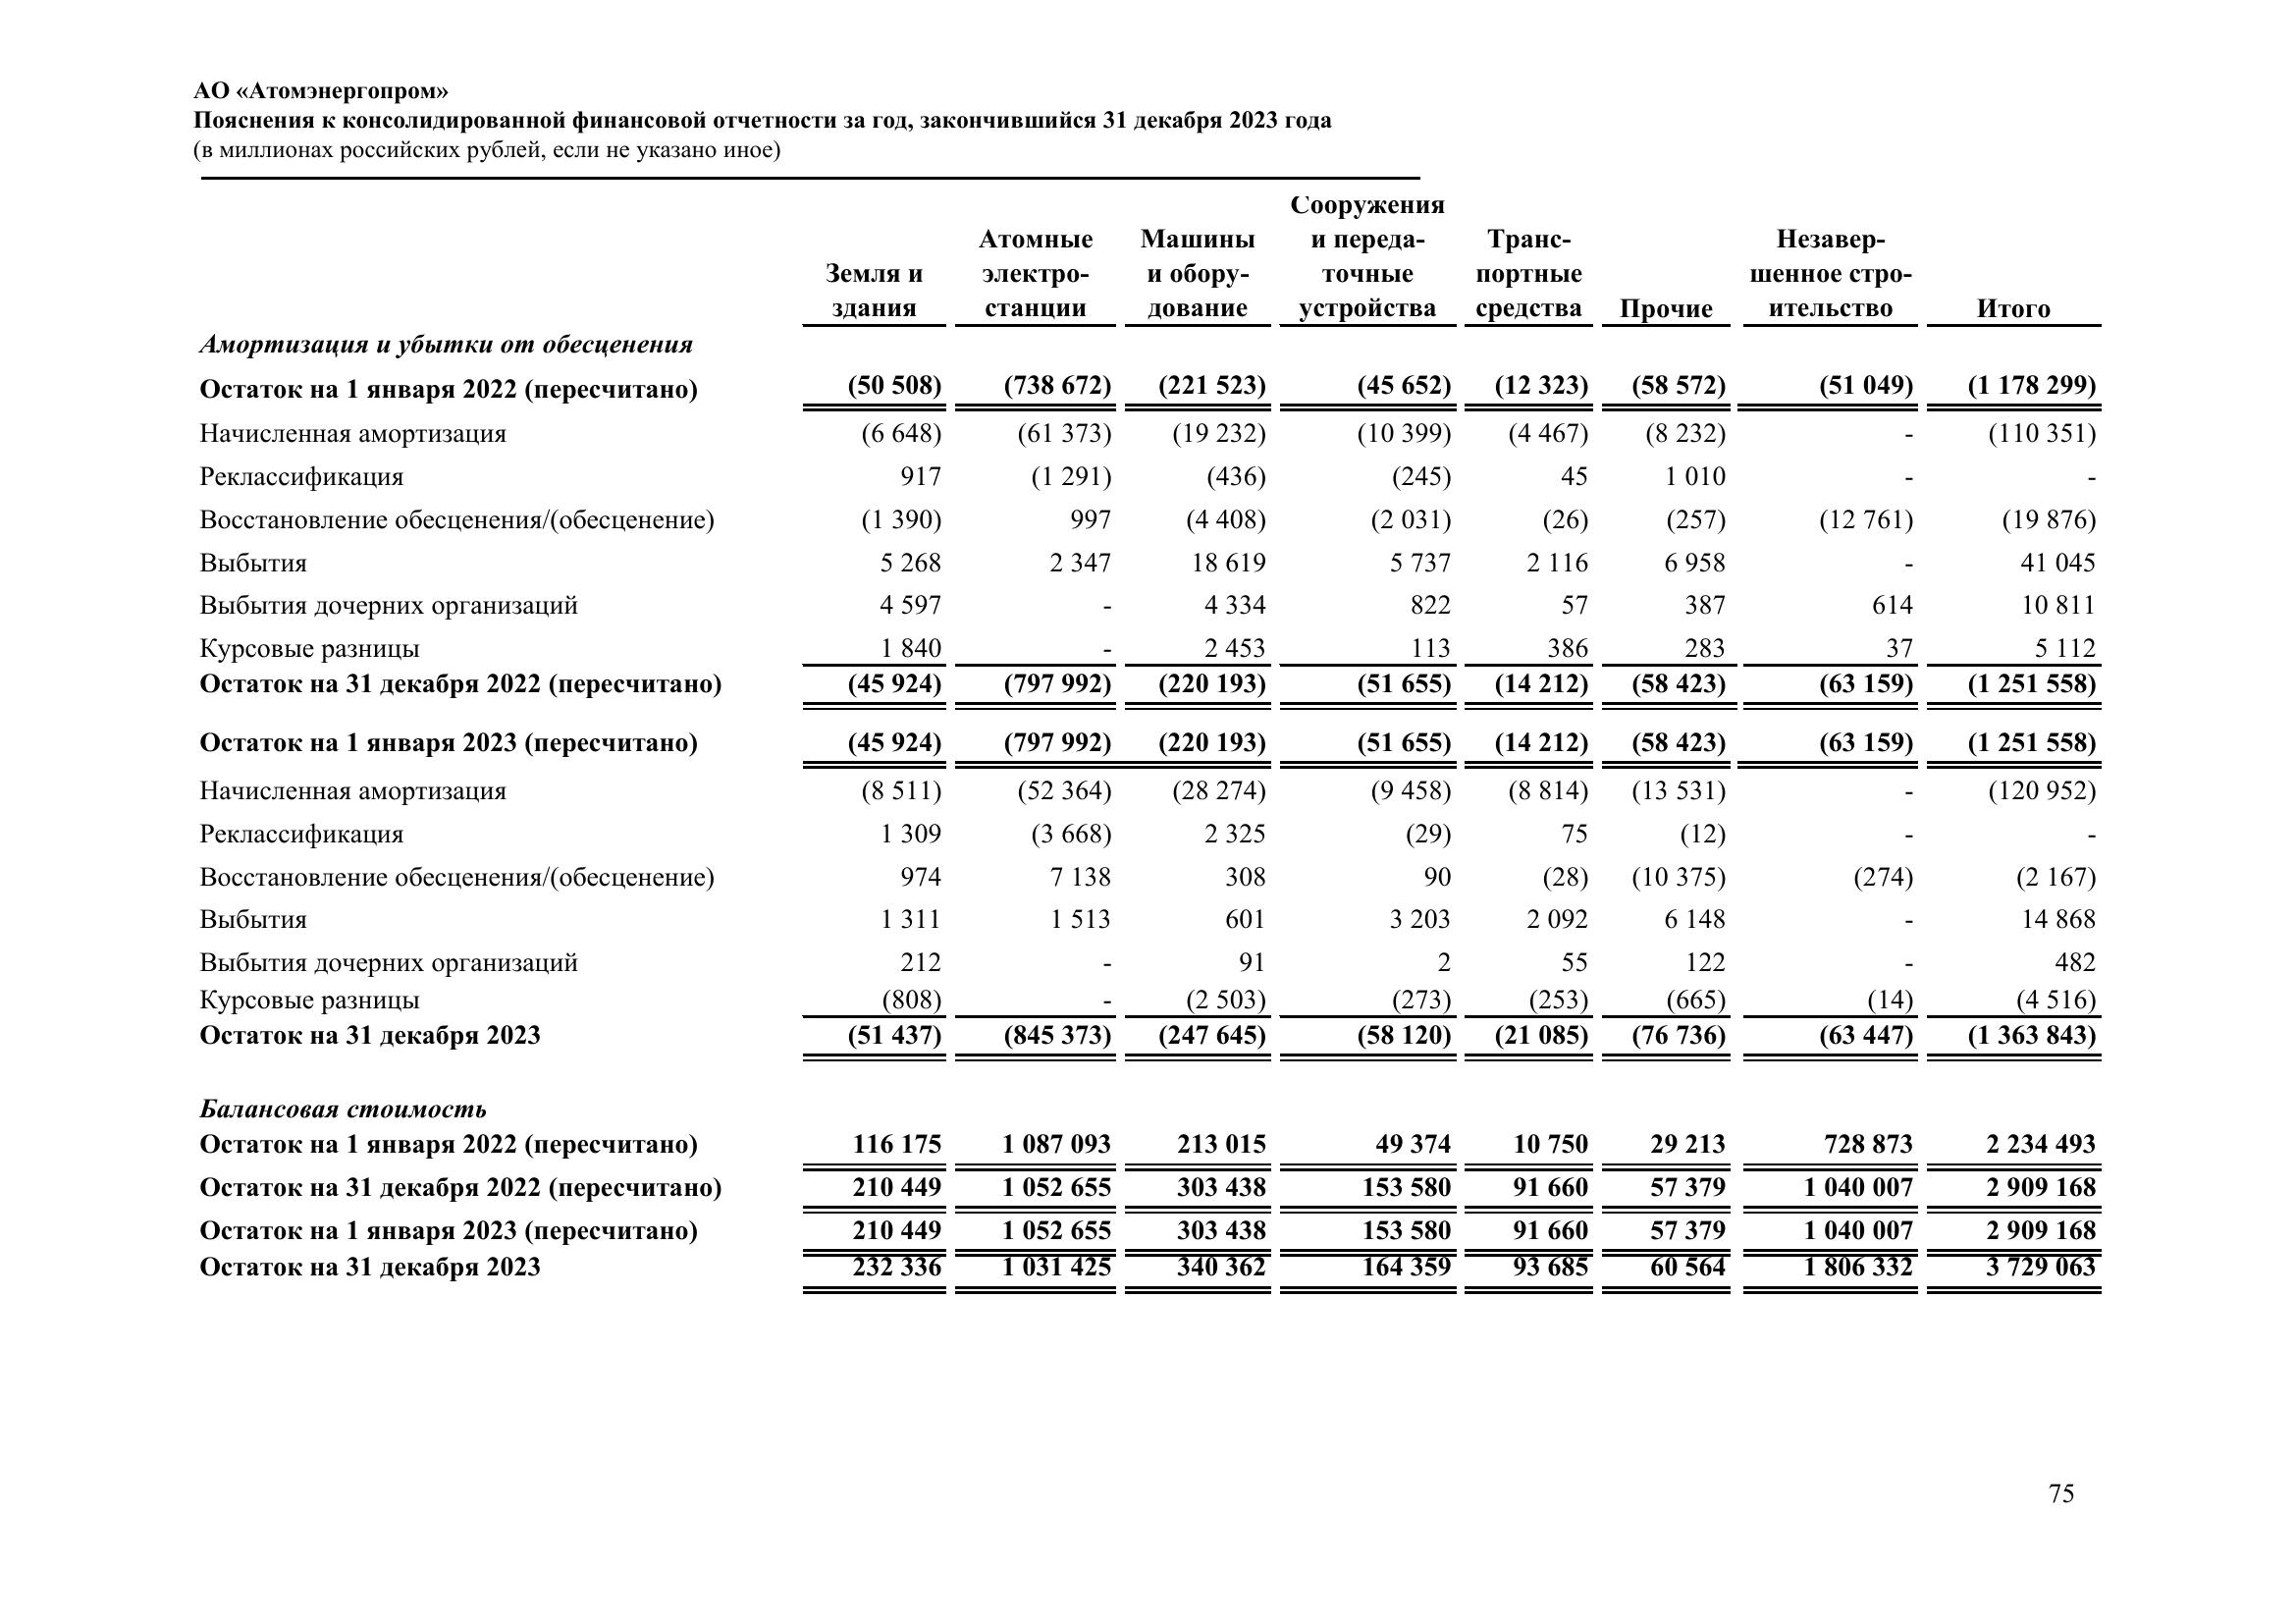 АО «Атомэнергопром»
Пояснения к консолидированной финансовой отчетности за год, закончившийся 31 декабря 2023 года
(в миллионах российских рублей, если не указано иное)
Земля и здания Атомные электро-станции Машины и обору-дование Сооружения и переда-точные устройства Транс-портные средства Прочие Незавер-шенное стро-ительство Итого
Амортизация и убытки от обесценения
Остаток на 1 января 2022 (пересчитано) (50 508) (738 672) (221 523) (45 652) (12 323) (58 572) (51 049) (1 178 299)
Начисленная амортизация (6 648) (61 373) (19 232) (10 399) (4 467) (8 232) - (110 351)
Реклассификация 917 (1 291) (436) (245) 45 1 010 - -
Восстановление обесценения/(обесценение) (1 390) 997 (4 408) (2 031) (26) (257) (12 761) (19 876)
Выбытия 5 268 2 347 18 619 5 737 2 116 6 958 - 41 045
Выбытия дочерних организаций 4 597 - 4 334 822 57 387 614 10 811
Курсовые разницы 1 840 - 2 453 113 386 283 37 5 112
Остаток на 31 декабря 2022 (пересчитано) (45 924) (797 992) (220 193) (51 655) (14 212) (58 423) (63 159) (1 251 558)
Остаток на 1 января 2023 (пересчитано) (45 924) (797 992) (220 193) (51 655) (14 212) (58 423) (63 159) (1 251 558)
Начисленная амортизация (8 511) (52 364) (28 274) (9 458) (8 814) (13 531) - (120 952)
Реклассификация 1 309 (3 668) 2 325 (29) 75 (12) - -
Восстановление обесценения/(обесценение) 974 7 138 308 90 (28) (10 375) (274) (2 167)
Выбытия 1 311 1 513 601 3 203 2 092 6 148 - 14 868
Выбытия дочерних организаций 212 - 91 2 55 122 - 482
Курсовые разницы (808) - (2 503) (273) (253) (665) (14) (4 516)
Остаток на 31 декабря 2023 (51 437) (845 373) (247 645) (58 120) (21 085) (76 736) (63 447) (1 363 843)
Балансовая стоимость
Остаток на 1 января 2022 (пересчитано) 116 175 1 087 093 213 015 49 374 10 750 29 213 728 873 2 234 493
Остаток на 31 декабря 2022 (пересчитано) 210 449 1 052 655 303 438 153 580 91 660 57 379 1 040 007 2 909 168
Остаток на 1 января 2023 (пересчитано) 210 449 1 052 655 303 438 153 580 91 660 57 379 1 040 007 2 909 168
Остаток на 31 декабря 2023 232 336 1 031 425 340 362 164 359 93 685 60 564 1 806 332 3 729 063
75